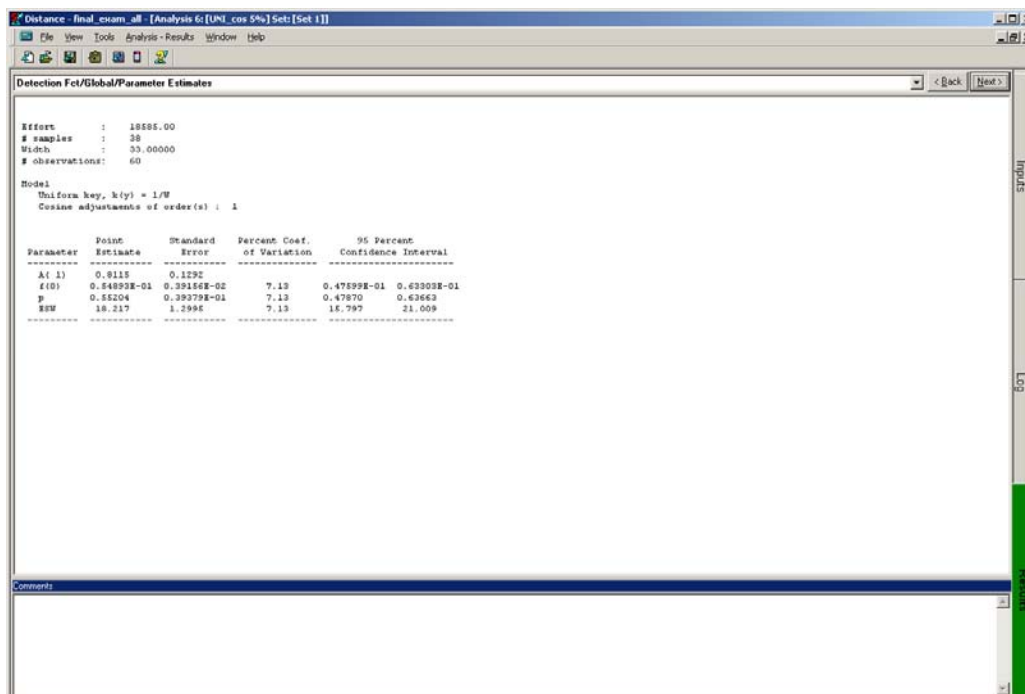 Distance - final_exam_all - [Analysis 6: [UNI_cos 5%] Set: [Set 1]]
File View Tools Analysis - Results Window Help
Detection Fct/Global/Parameter Estimates
< Back Next >
Effort : 18585.00
# samples : 38
Width : 33.00000
# observations: 60
Model
Uniform key, k(y) = 1/W
Cosine adjustments of order(s) : 1
Point Standard Percent Coef. 95 Percent
Parameter Estimate Error of Variation Confidence Interval
A( 1) 0.8115 0.1292
f(0) 0.54893E-01 0.39156E-02 7.13 0.47599E-01 0.63303E-01
p 0.55204 0.39379E-01 7.13 0.47870 0.63663
ESW 18.217 1.2995 7.13 15.797 21.009
Comments
Inputs
Log
Results